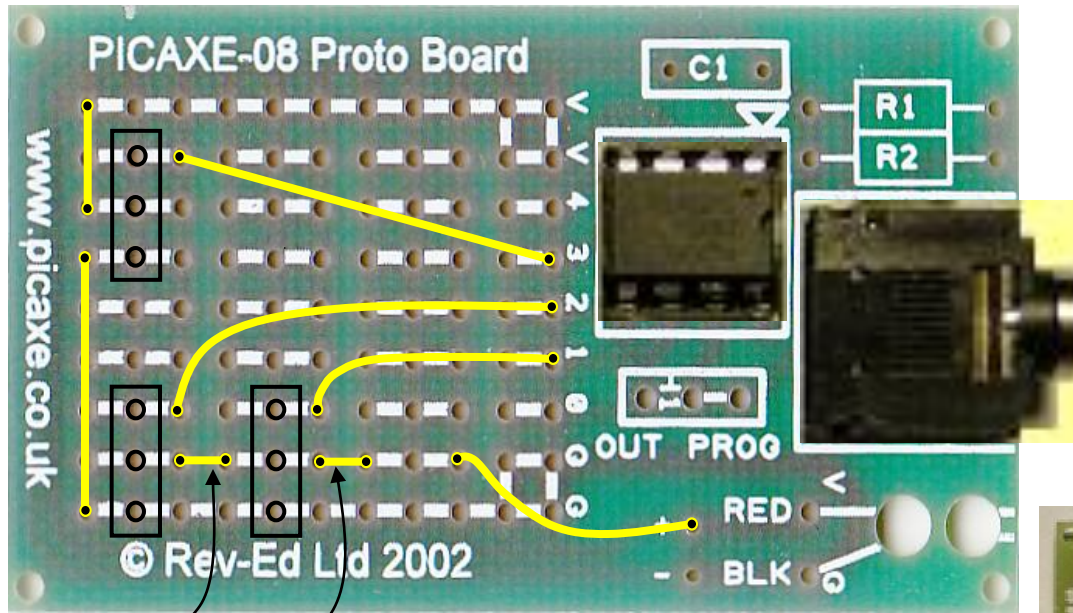 PICAXE-08 Proto Board
www.picaxe.co.uk
C1
R1
R2
V
V
4
3
2
1
0
G
G
OUT PROG
+ RED V
- BLK G
© Rev-Ed Ltd 2002